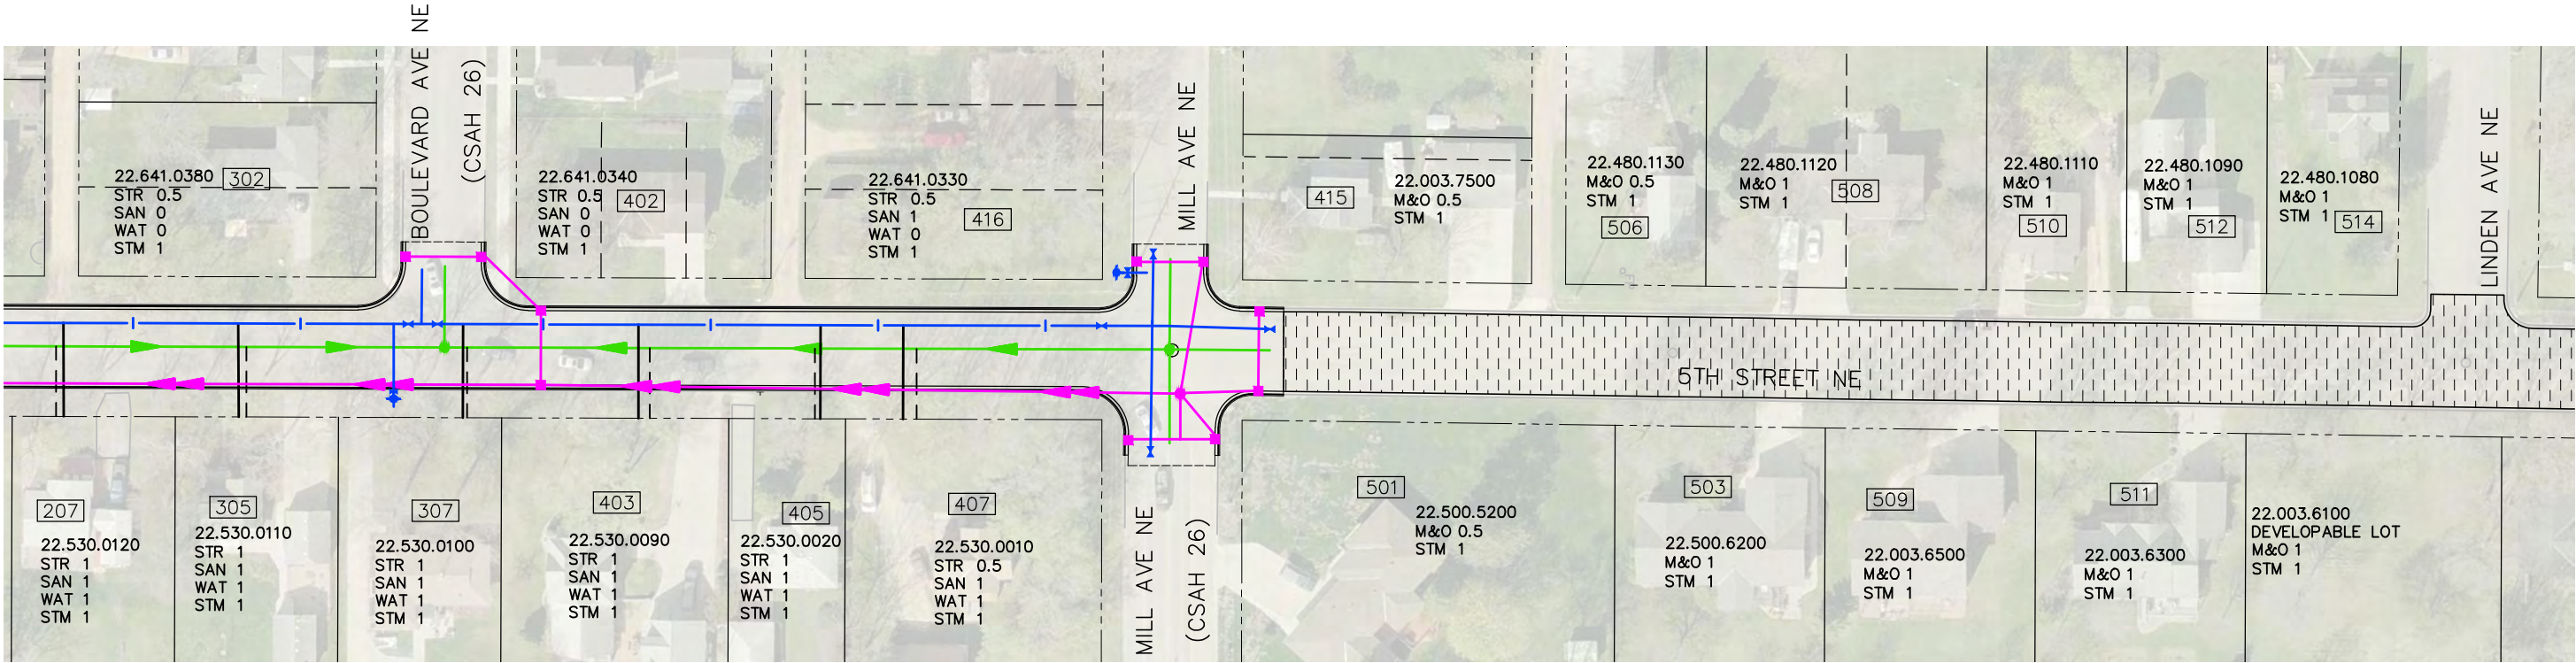 BOULEVARD AVE NE
(CSAH 26)
MILL AVE NE
LINDEN AVE NE
22.641.0380
302
STR 0.5
SAN 0
WAT 0
STM 1
22.641.0340
STR 0.5
402
SAN 0
WAT 0
STM 1
22.641.0330
STR 0.5
SAN 1
416
WAT 0
STM 1
415
22.003.7500
M&O 0.5
STM 1
22.480.1130
M&O 0.5
STM 1
506
22.480.1120
M&O 1
STM 1
508
22.480.1110
M&O 1
STM 1
510
22.480.1090
M&O 1
STM 1
512
22.480.1080
M&O 1
STM 1
514
5TH STREET NE
207
22.530.0120
STR 1
SAN 1
WAT 1
STM 1
305
22.530.0110
STR 1
SAN 1
WAT 1
STM 1
307
22.530.0100
STR 1
SAN 1
WAT 1
STM 1
403
22.530.0090
STR 1
SAN 1
WAT 1
STM 1
405
22.530.0020
STR 1
SAN 1
WAT 1
STM 1
407
22.530.0010
STR 0.5
SAN 1
WAT 1
STM 1
MILL AVE NE
(CSAH 26)
501
22.500.5200
M&O 0.5
STM 1
503
22.500.6200
M&O 1
STM 1
509
22.003.6500
M&O 1
STM 1
511
22.003.6300
M&O 1
STM 1
22.003.6100
DEVELOPABLE LOT
M&O 1
STM 1